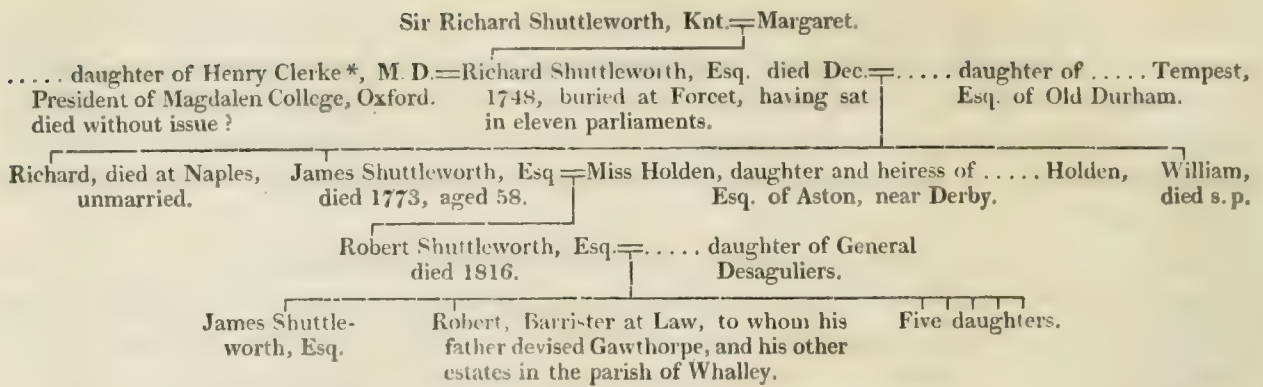 Sir Richard Shuttleworth, Knt.=Margaret.
..... daughter of Henry Clerke *, M. D.=Richard Shuttleworth, Esq. died Dec.=..... daughter of ..... Tempest,
President of Magdalen College, Oxford. 1748, buried at Forcet, having sat Esq. of Old Durham.
died without issue ? in eleven parliaments.
Richard, died at Naples, James Shuttleworth, Esq=Miss Holden, daughter and heiress of ..... Holden, William,
unmarried. died 1773, aged 58. Esq. of Aston, near Derby. died s. p.
Robert Shuttleworth, Esq.=..... daughter of General
died 1816. Desaguliers.
James Shuttle- Robert, Barrister at Law, to whom his Five daughters.
worth, Esq. father devised Gawthorpe, and his other
estates in the parish of Whalley.